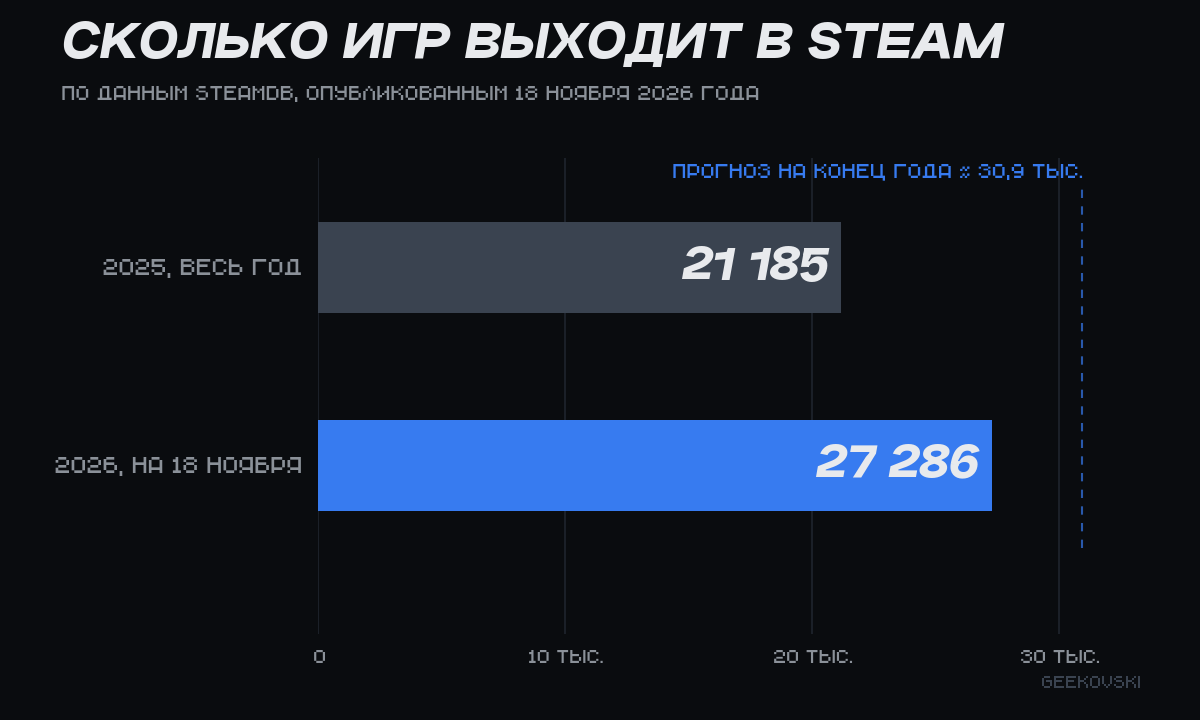 СКОЛЬКО ИГР ВЫХОДИТ В STEAM
ПО ДАННЫМ STEAMDB, ОПУБЛИКОВАННЫМ 18 НОЯБРЯ 2026 ГОДА
ПРОГНОЗ НА КОНЕЦ ГОДА ≈ 30,9 ТЫС.
2025, ВЕСЬ ГОД
21 185
2026, НА 18 НОЯБРЯ
27 286
0
10 ТЫС.
20 ТЫС.
30 ТЫС.
GEEKOVSKI